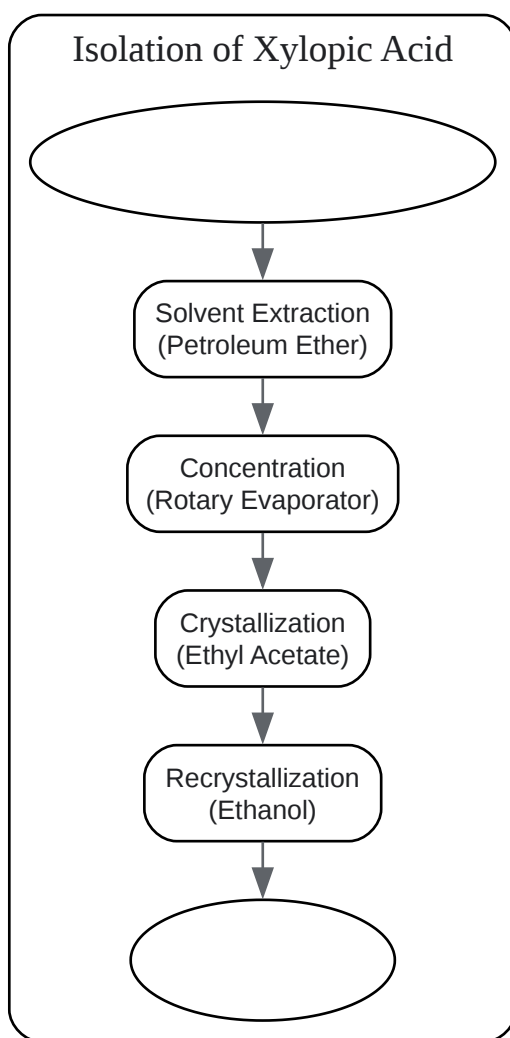 Isolation of Xylopic Acid
Solvent Extraction
(Petroleum Ether)
Concentration
(Rotary Evaporator)
Crystallization
(Ethyl Acetate)
Recrystallization
(Ethanol)